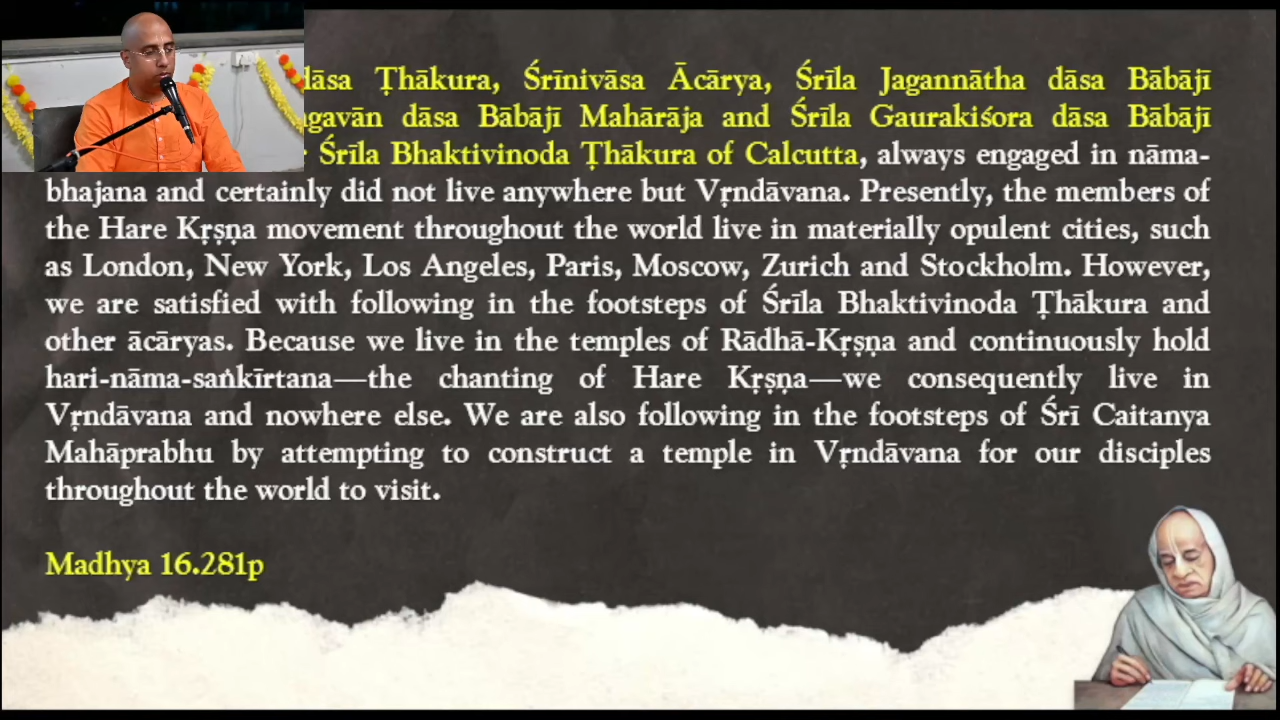 dāsa Ṭhākura, Śrīnivāsa Ācārya, Śrīla Jagannātha dāsa Bābājī
dāsa Bābājī Mahārāja and Śrīla Gaurakiśora dāsa Bābājī
Śrīla Bhaktivinoda Ṭhākura of Calcutta, always engaged in nāma-
bhajana and certainly did not live anywhere but Vṛndāvana. Presently, the members of
the Hare Kṛṣṇa movement throughout the world live in materially opulent cities, such
as London, New York, Los Angeles, Paris, Moscow, Zurich and Stockholm. However,
we are satisfied with following in the footsteps of Śrīla Bhaktivinoda Ṭhākura and
other ācāryas. Because we live in the temples of Rādhā-Kṛṣṇa and continuously hold
hari-nāma-saṅkīrtana—the chanting of Hare Kṛṣṇa—we consequently live in
Vṛndāvana and nowhere else. We are also following in the footsteps of Śrī Caitanya
Mahāprabhu by attempting to construct a temple in Vṛndāvana for our disciples
throughout the world to visit.
Madhya 16.281p